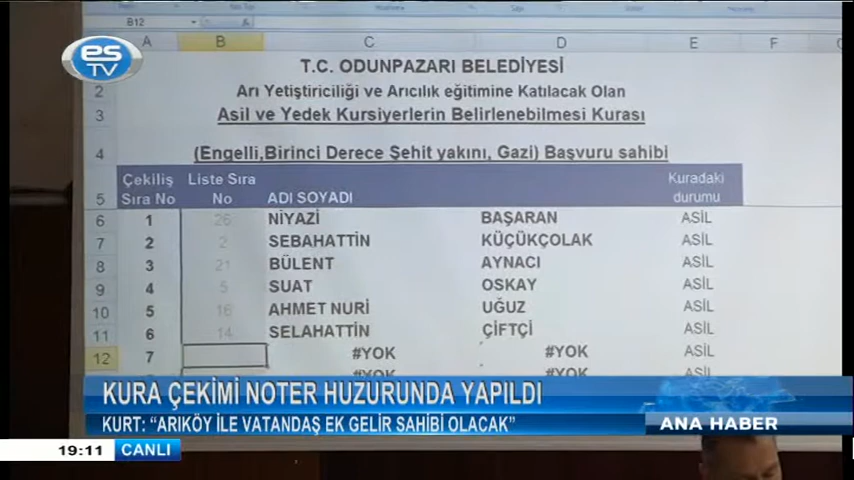 B12
A B C D E F
es
TV
T.C. ODUNPAZARI BELEDİYESİ
2 Arı Yetiştiriciliği ve Arıcılık eğitimine Katılacak Olan
3 Asil ve Yedek Kursiyerlerin Belirlenebilmesi Kurası
4 (Engelli,Birinci Derece Şehit yakını, Gazi) Başvuru sahibi
Çekiliş Liste Sıra Kuradaki
5 Sıra No No ADI SOYADI durumu
6 1 26 NİYAZİ BAŞARAN ASİL
7 2 2 SEBAHATTİN KÜÇÜKÇOLAK ASİL
8 3 21 BÜLENT AYNACI ASİL
9 4 5 SUAT OSKAY ASİL
10 5 16 AHMET NURİ UĞUZ ASİL
11 6 14 SELAHATTİN ÇİFTÇİ ASİL
12 7 #YOK #YOK ASİL
#YOK #YOK ASİL
KURA ÇEKİMİ NOTER HUZURUNDA YAPILDI
KURT: “ARIKÖY İLE VATANDAŞ EK GELİR SAHİBİ OLACAK”
ANA HABER
19:11 CANLI